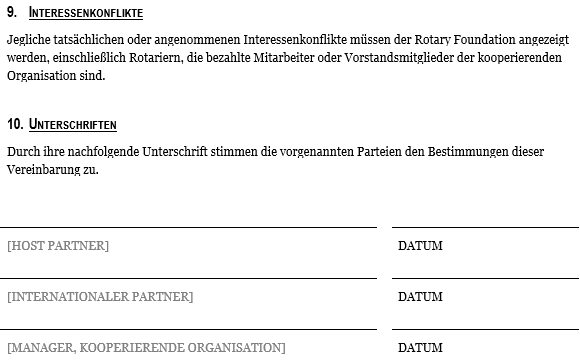 9. INTERESSENKONFLIKTE
Jegliche tatsächlichen oder angenommenen Interessenkonflikte müssen der Rotary Foundation angezeigt
werden, einschließlich Rotariern, die bezahlte Mitarbeiter oder Vorstandsmitglieder der kooperierenden
Organisation sind.
10. UNTERSCHRIFTEN
Durch ihre nachfolgende Unterschrift stimmen die vorgenannten Parteien den Bestimmungen dieser
Vereinbarung zu.
[HOST PARTNER] DATUM
[INTERNATIONALER PARTNER] DATUM
[MANAGER, KOOPERIERENDE ORGANISATION] DATUM